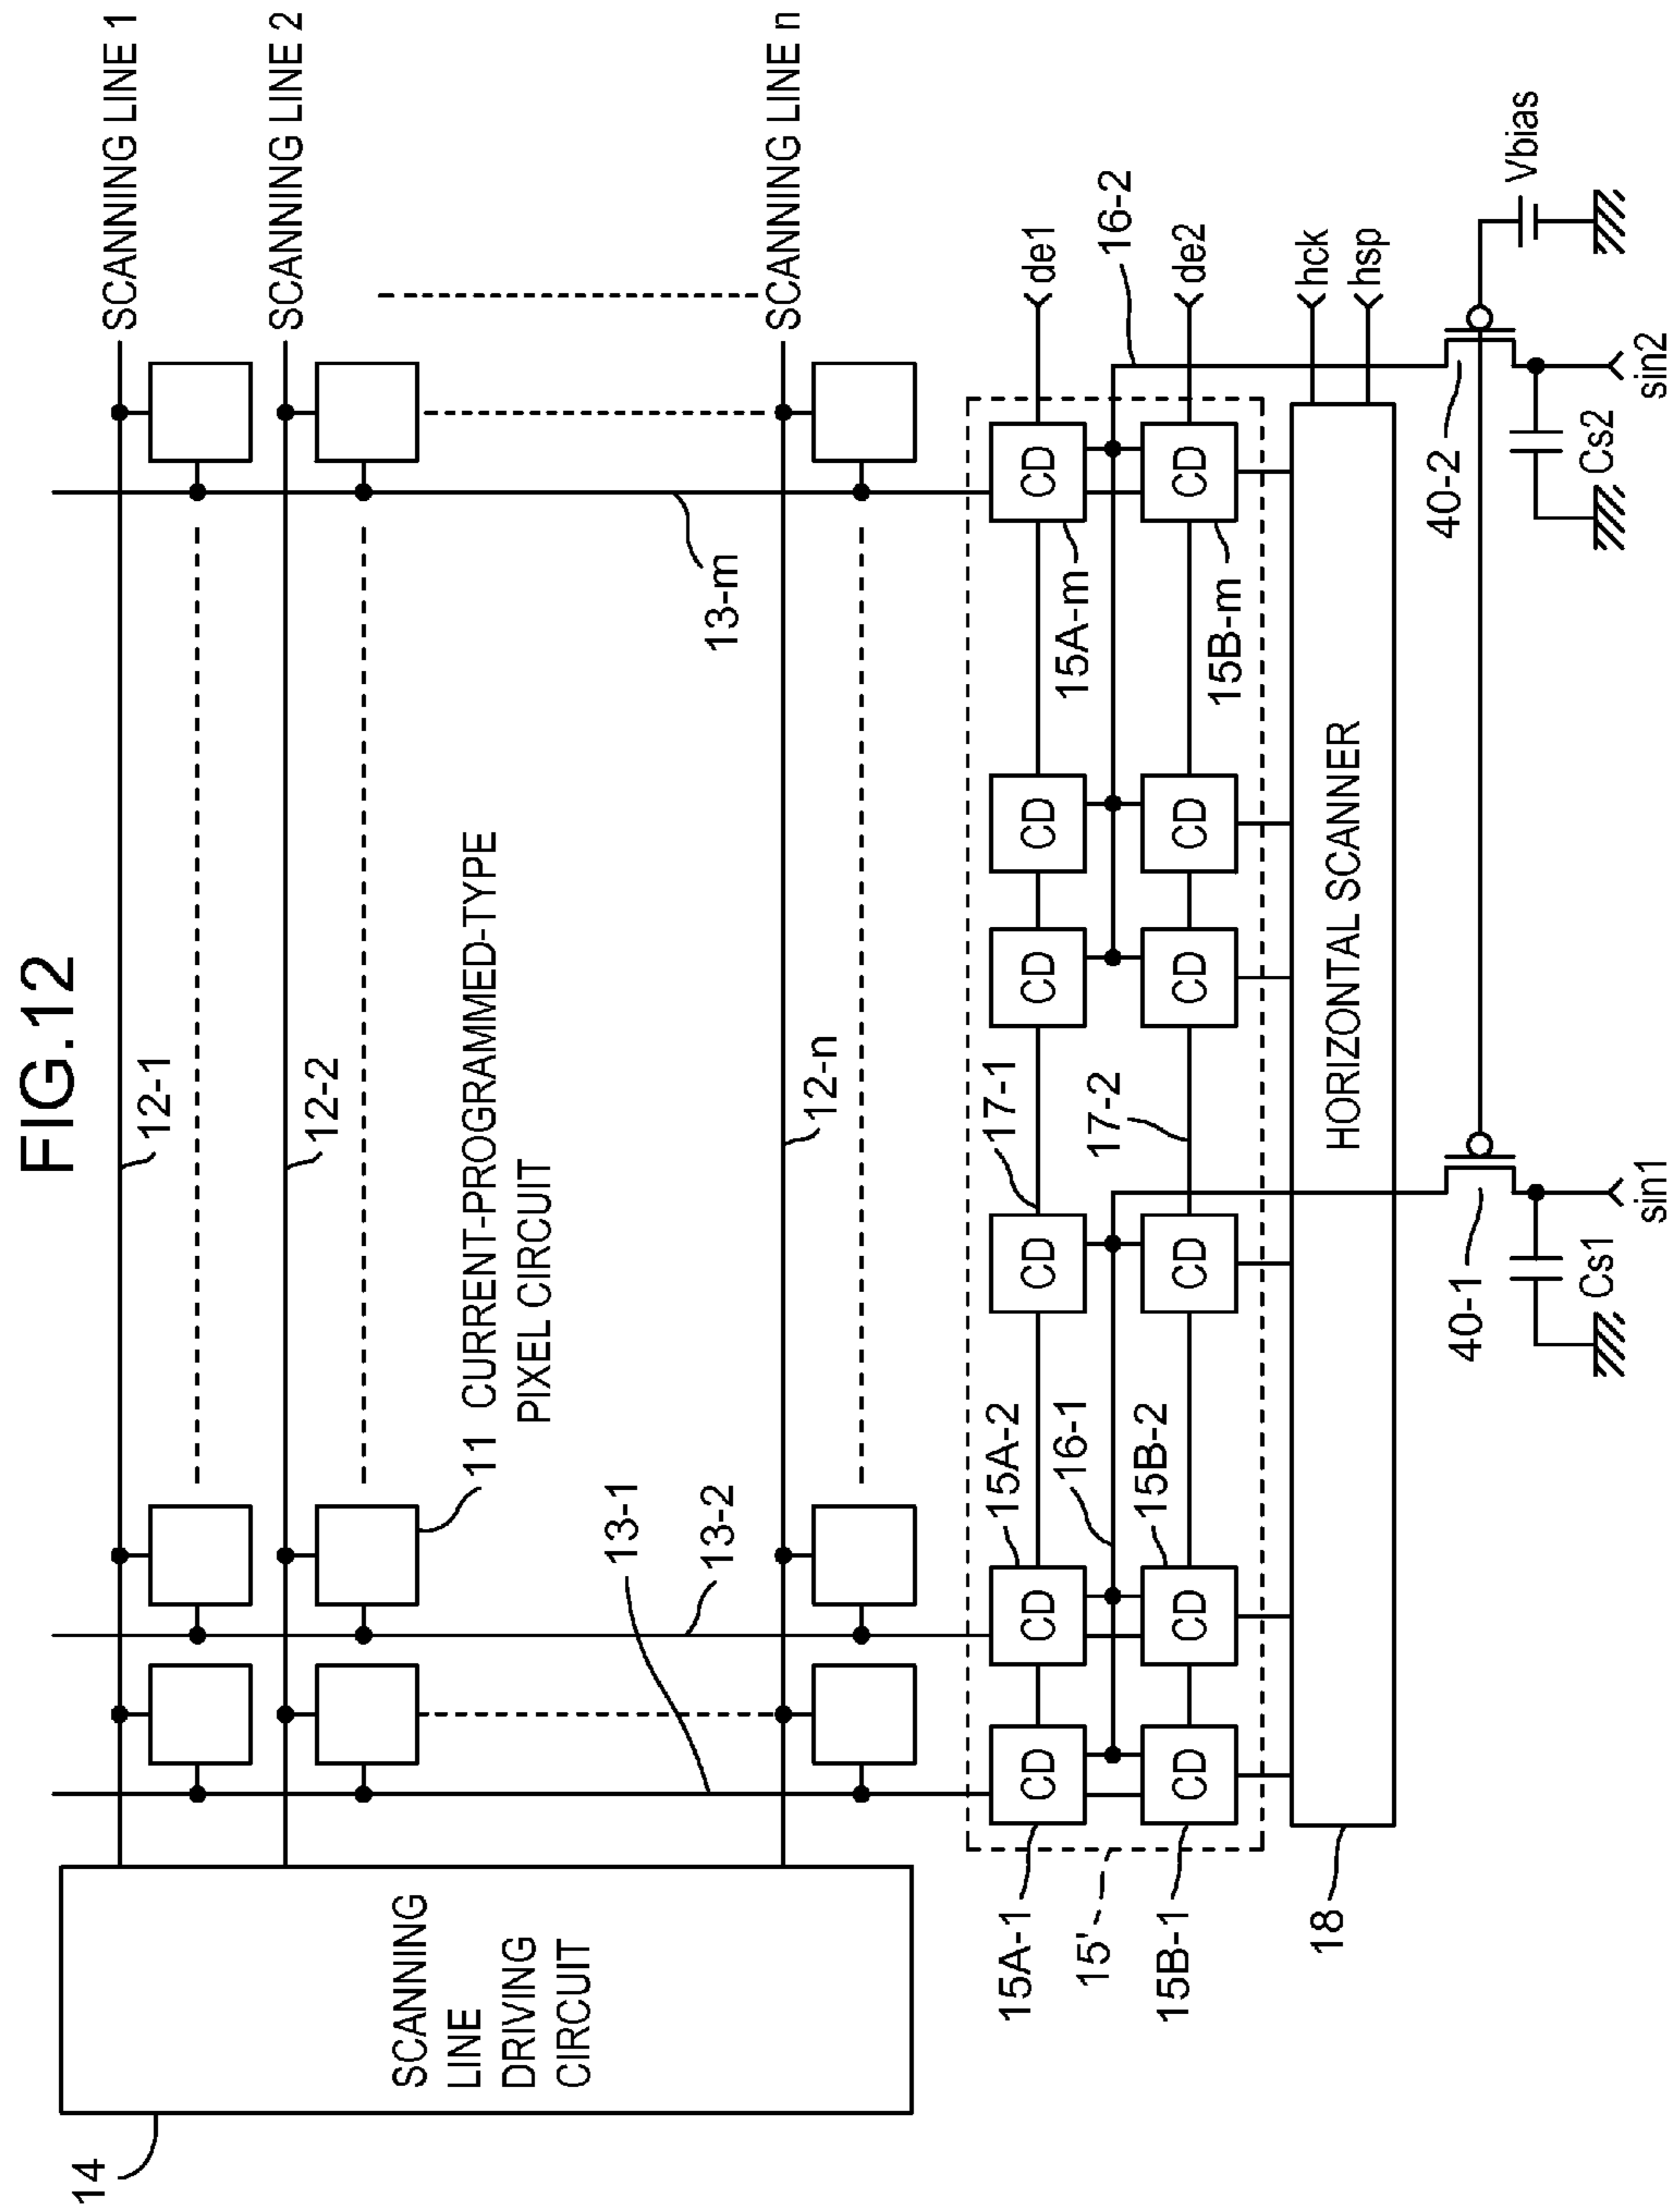 FIG.12
SCANNING LINE 1
SCANNING LINE 2
SCANNING LINE n
12-1
12-2
12-n
14
SCANNING
LINE
DRIVING
CIRCUIT
11 CURRENT-PROGRAMMED-TYPE
PIXEL CIRCUIT
13-1
13-2
13-m
15A-1
15'
15B-1
15A-2
16-1
15B-2
17-1
17-2
15A-m
15B-m
16-2
de1
de2
hck
hsp
CD
CD
CD
CD
CD
CD
CD
CD
CD
CD
CD
CD
18
HORIZONTAL SCANNER
40-1
Cs1
sin1
40-2
Cs2
sin2
Vbias